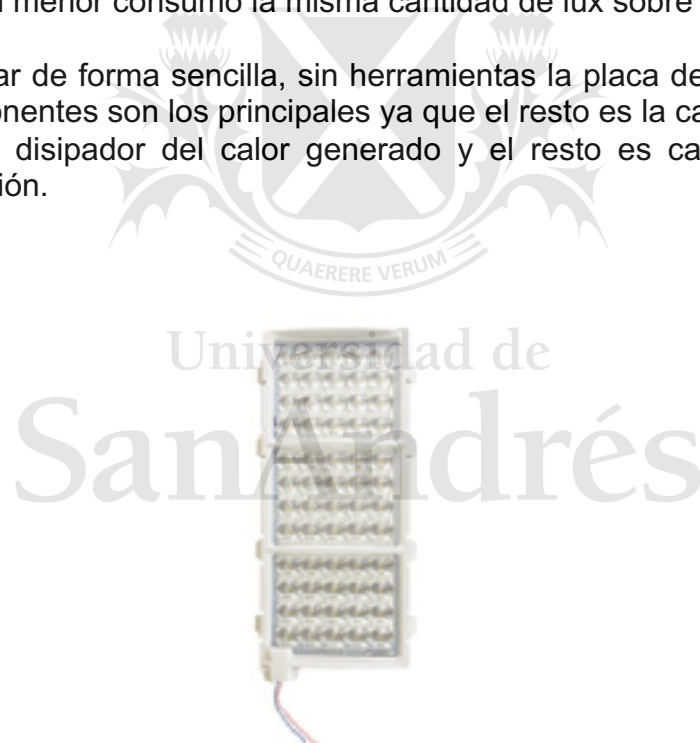 menor consumo la misma cantidad de lux sobre
ar de forma sencilla, sin herramientas la placa de
onentes son los principales ya que el resto es la ca
disipador del calor generado y el resto es ca
ión.
QUAERERE VERUM
Universidad de
SanAndrés